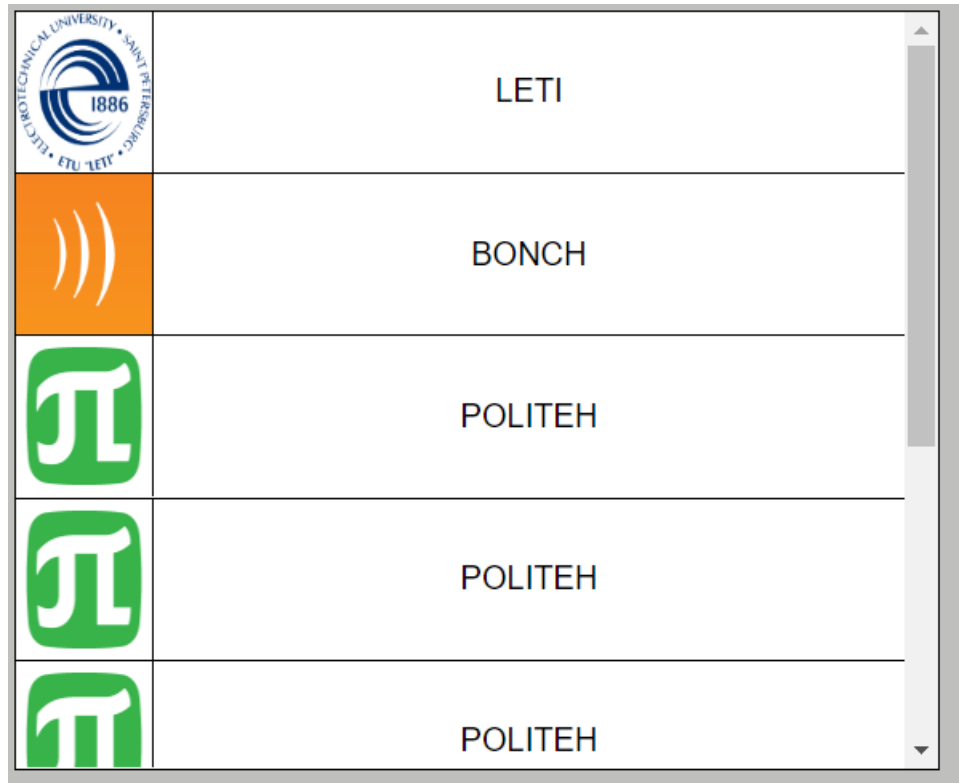 ELECTROTECHNICAL UNIVERSITY • SAINT PETERSBURG •
1886
ETU "LETI"
LETI
BONCH
POLITEH
POLITEH
POLITEH